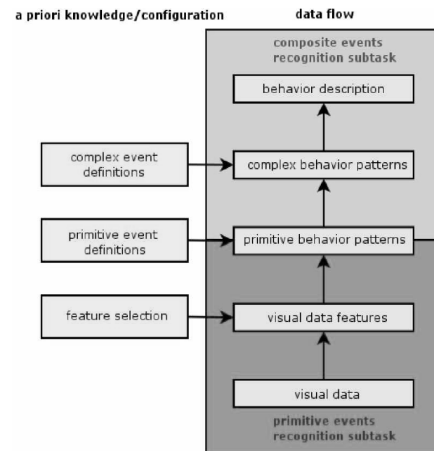 a priori knowledge/configuration
data flow
composite events
recognition subtask
behavior description
complex event
definitions
complex behavior patterns
primitive event
definitions
primitive behavior patterns
feature selection
visual data features
visual data
primitive events
recognition subtask